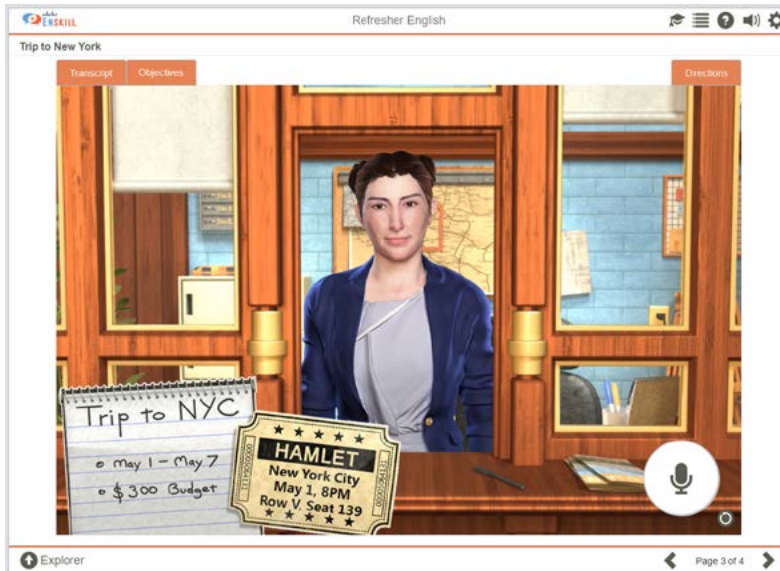 ENSKILL
Refresher English
Trip to New York
Transcript
Objectives
Directions
Trip to NYC
• May 1 - May 7
• $300 Budget
HAMLET
New York City
May 1, 8PM
Row V. Seat 139
Explorer
Page 3 of 4